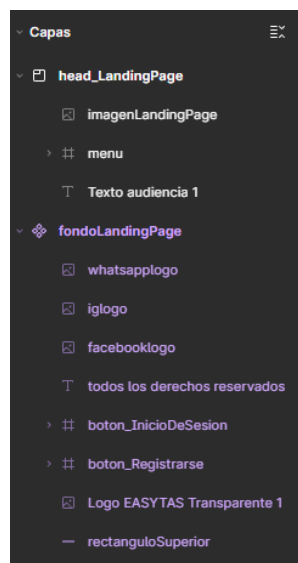 Capas
head_LandingPage
imagenLandingPage
menu
Texto audiencia 1
fondoLandingPage
whatsapplogo
iglogo
facebooklogo
todos los derechos reservados
boton_InicioDeSesion
boton_Registrarse
Logo EASYTAS Transparente 1
rectanguloSuperior